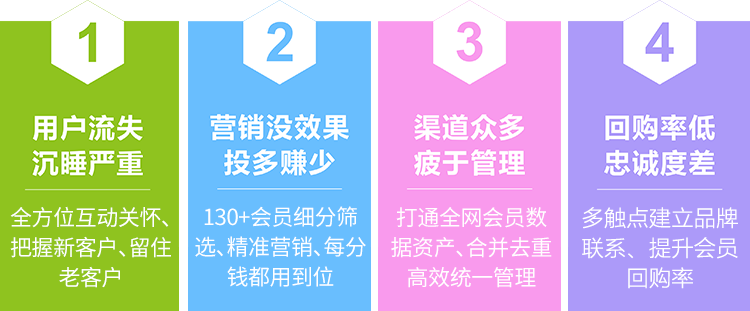 1
用户流失
沉睡严重
全方位互动关怀、
把握新客户、留住
老客户
2
营销没效果
投多赚少
130+会员细分筛
选、精准营销、每分
钱都用到位
3
渠道众多
疲于管理
打通全网会员数
据资产、合并去重
高效统一管理
4
回购率低
忠诚度差
多触点建立品牌
联系、提升会员
回购率